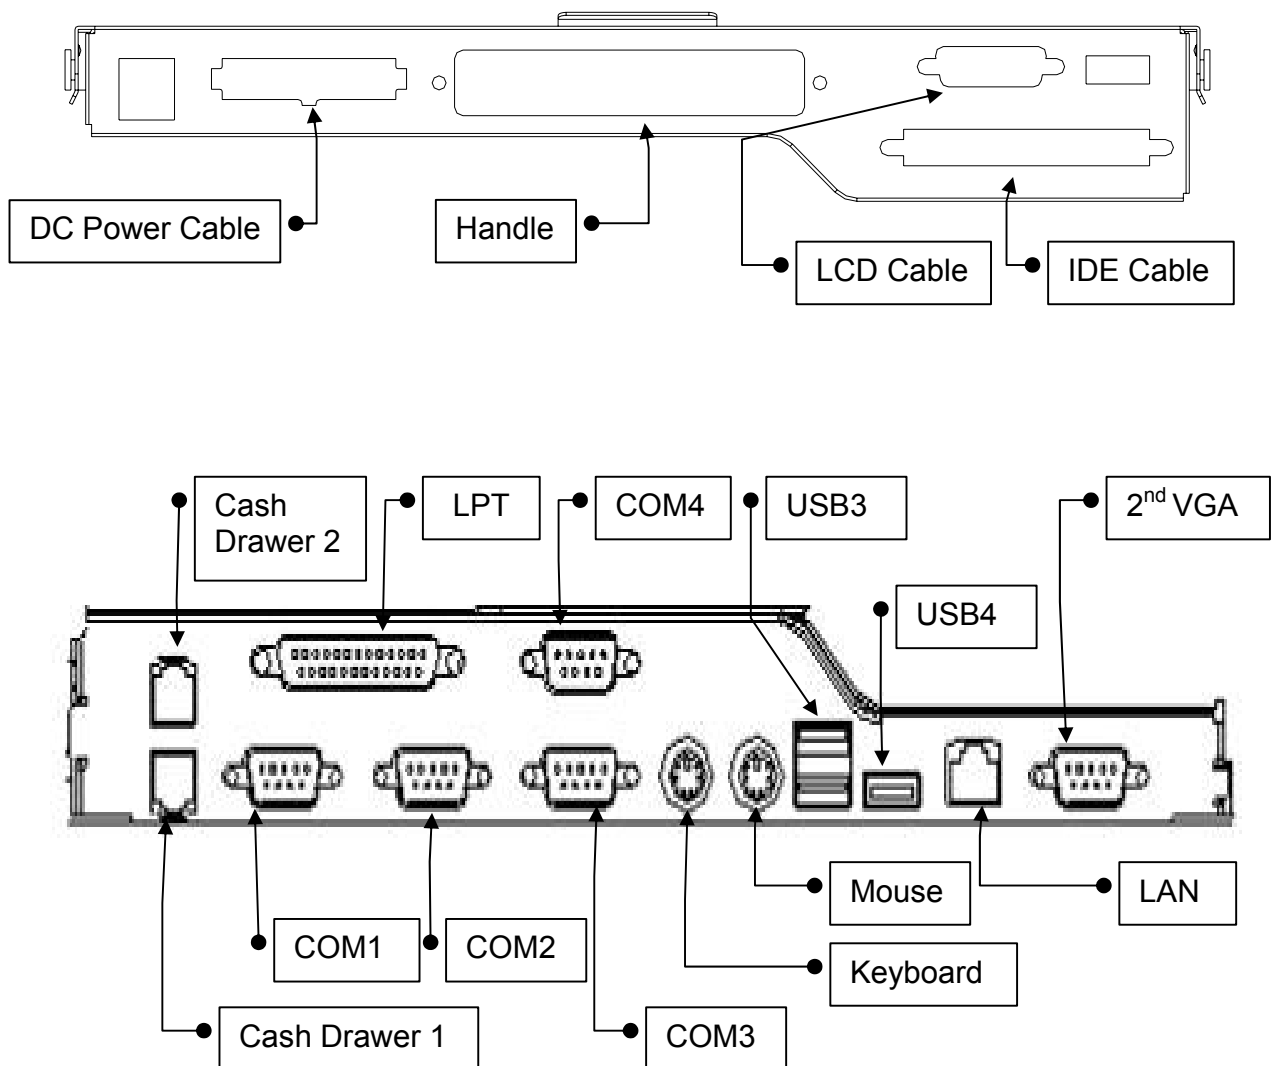 DC Power Cable
Handle
LCD Cable
IDE Cable
Cash
Drawer 2
LPT
COM4
USB3
2nd VGA
USB4
Mouse
LAN
COM1
COM2
Keyboard
Cash Drawer 1
COM3